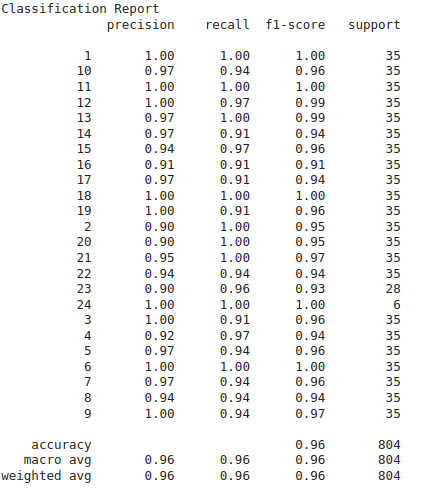 Classification Report
precision recall f1-score support
1 1.00 1.00 1.00 35
10 0.97 0.94 0.96 35
11 1.00 1.00 1.00 35
12 1.00 0.97 0.99 35
13 0.97 1.00 0.99 35
14 0.97 0.91 0.94 35
15 0.94 0.97 0.96 35
16 0.91 0.91 0.91 35
17 0.97 0.91 0.94 35
18 1.00 1.00 1.00 35
19 1.00 0.91 0.96 35
2 0.90 1.00 0.95 35
20 0.90 1.00 0.95 35
21 0.95 1.00 0.97 35
22 0.94 0.94 0.94 35
23 0.90 0.96 0.93 28
24 1.00 1.00 1.00 6
3 1.00 0.91 0.96 35
4 0.92 0.97 0.94 35
5 0.97 0.94 0.96 35
6 1.00 1.00 1.00 35
7 0.97 0.94 0.96 35
8 0.94 0.94 0.94 35
9 1.00 0.94 0.97 35
accuracy 0.96 804
macro avg 0.96 0.96 0.96 804
weighted avg 0.96 0.96 0.96 804